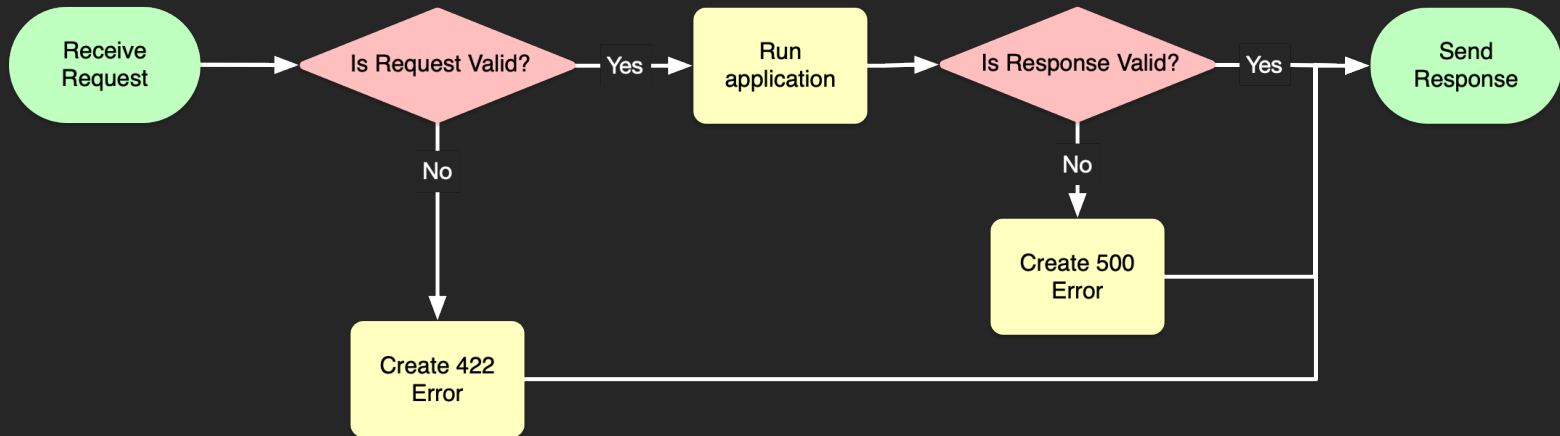 Receive
Request
Is Request Valid?
Yes
Run
application
Is Response Valid?
Yes
Send
Response
No
No
Create 500
Error
Create 422
Error